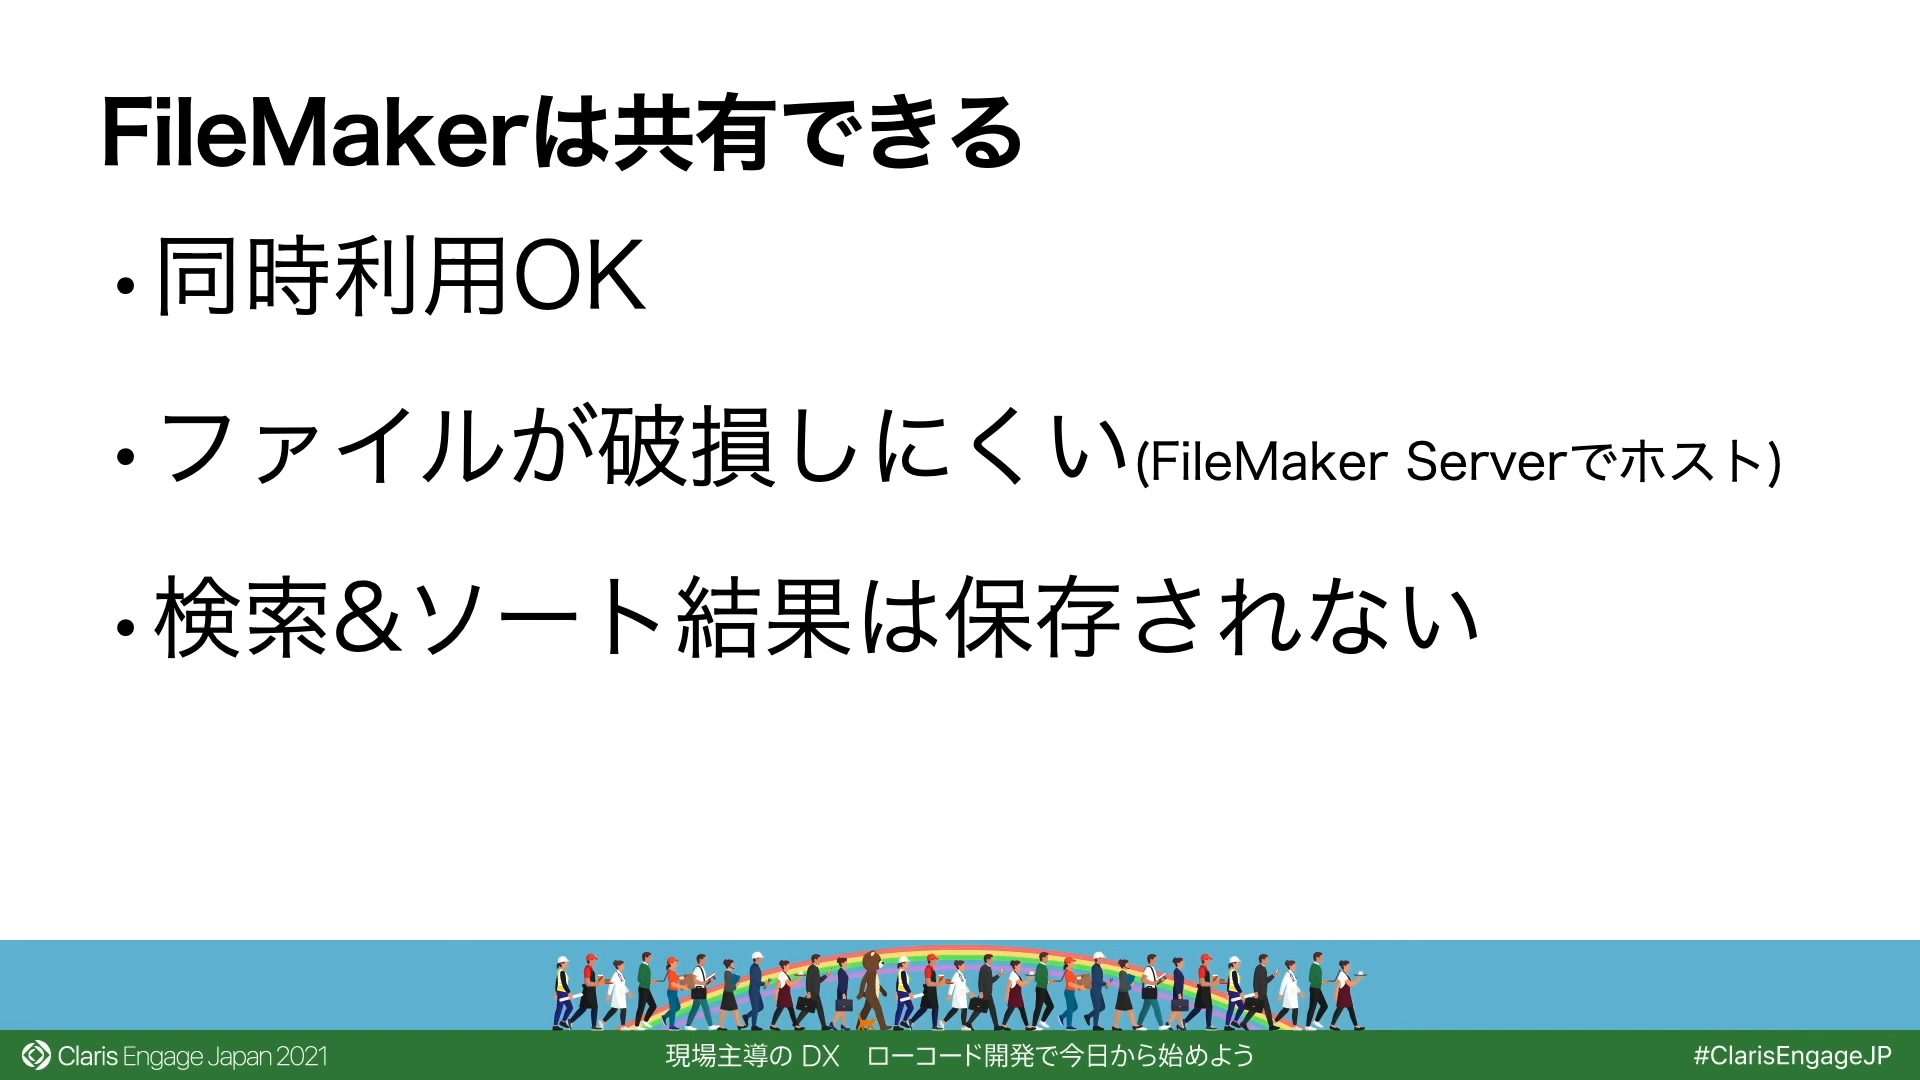 FileMakerは共有できる
•同時利用OK
•ファイルが破損しにくい(FileMaker Serverでホスト)
•検索&ソート結果は保存されない
Claris Engage Japan 2021
現場主導の DX　ローコード開発で今日から始めよう
#ClarisEngageJP